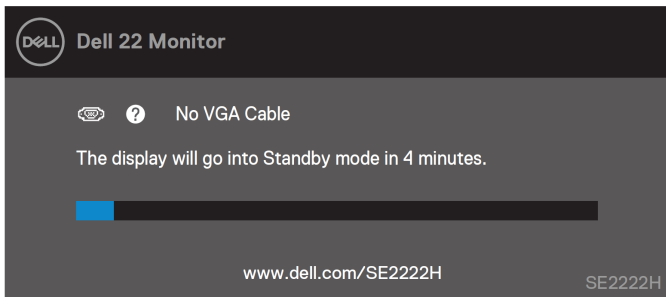 DELL
Dell 22 Monitor
? No VGA Cable
The display will go into Standby mode in 4 minutes.
www.dell.com/SE2222H
SE2222H